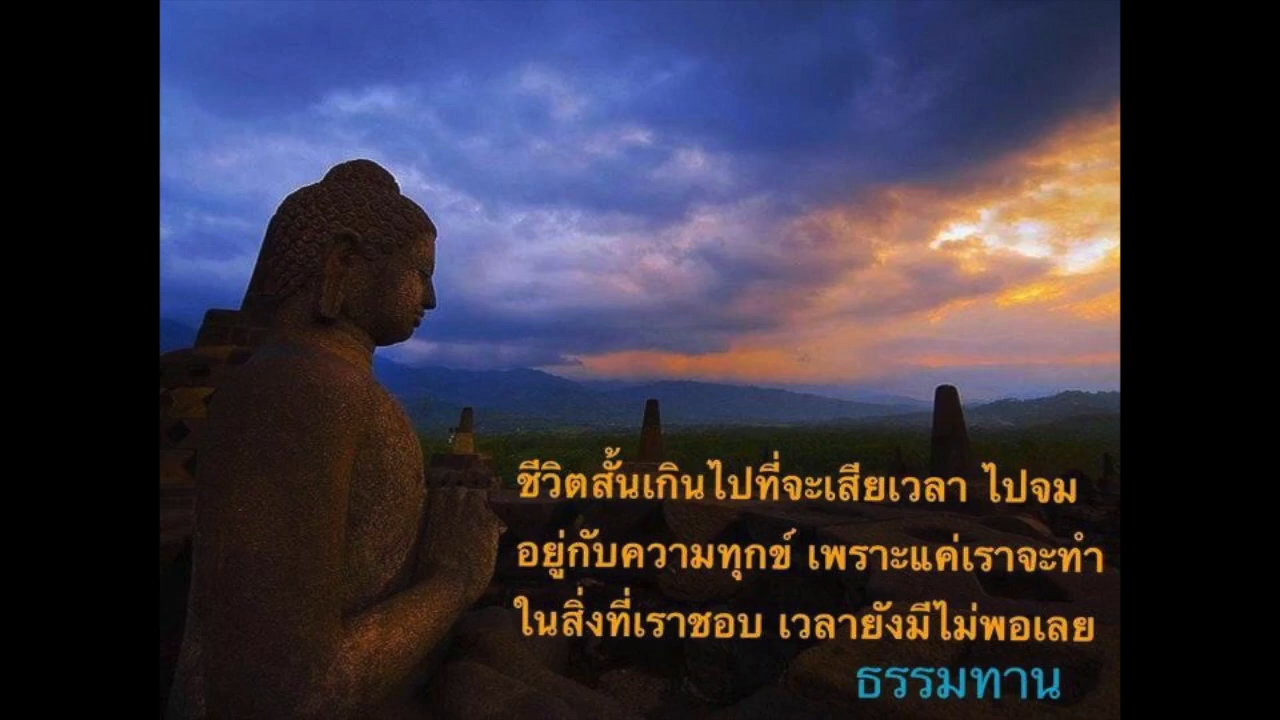 ชีวิตสั้นเกินไปที่จะเสียเวลา ไปจม
อยู่กับความทุกข์ เพราะแค่เราจะทำ
ในสิ่งที่เราชอบ เวลายังมีไม่พอเลย
ธรรมทาน